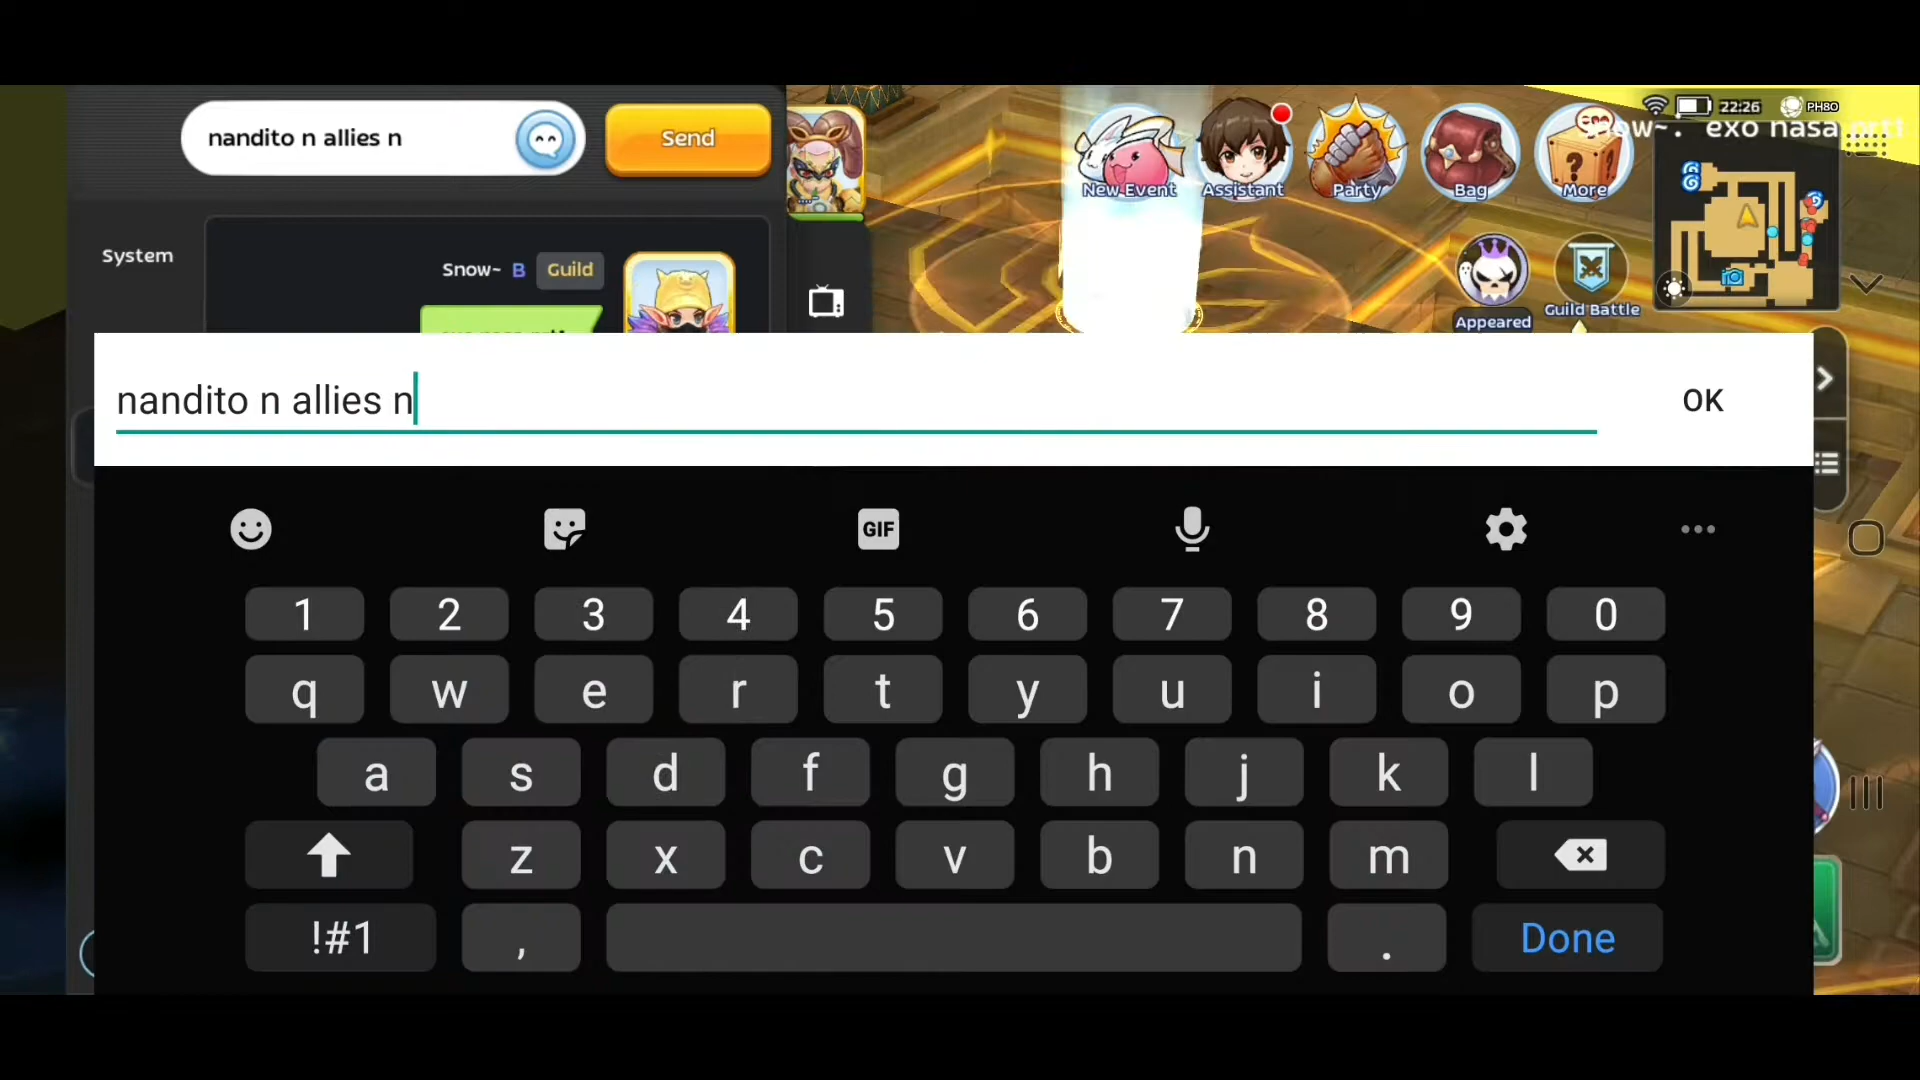 nandito n allies n
Send
22:26
PH80
exo nasa
New Event
Assistant
Party
Bag
More
System
Snow~ B Guild
Appeared
Guild Battle
nandito n allies n
OK
GIF
1 2 3 4 5 6 7 8 9 0
q w e r t y u i o p
a s d f g h j k l
z x c v b n m
!#1 , . Done